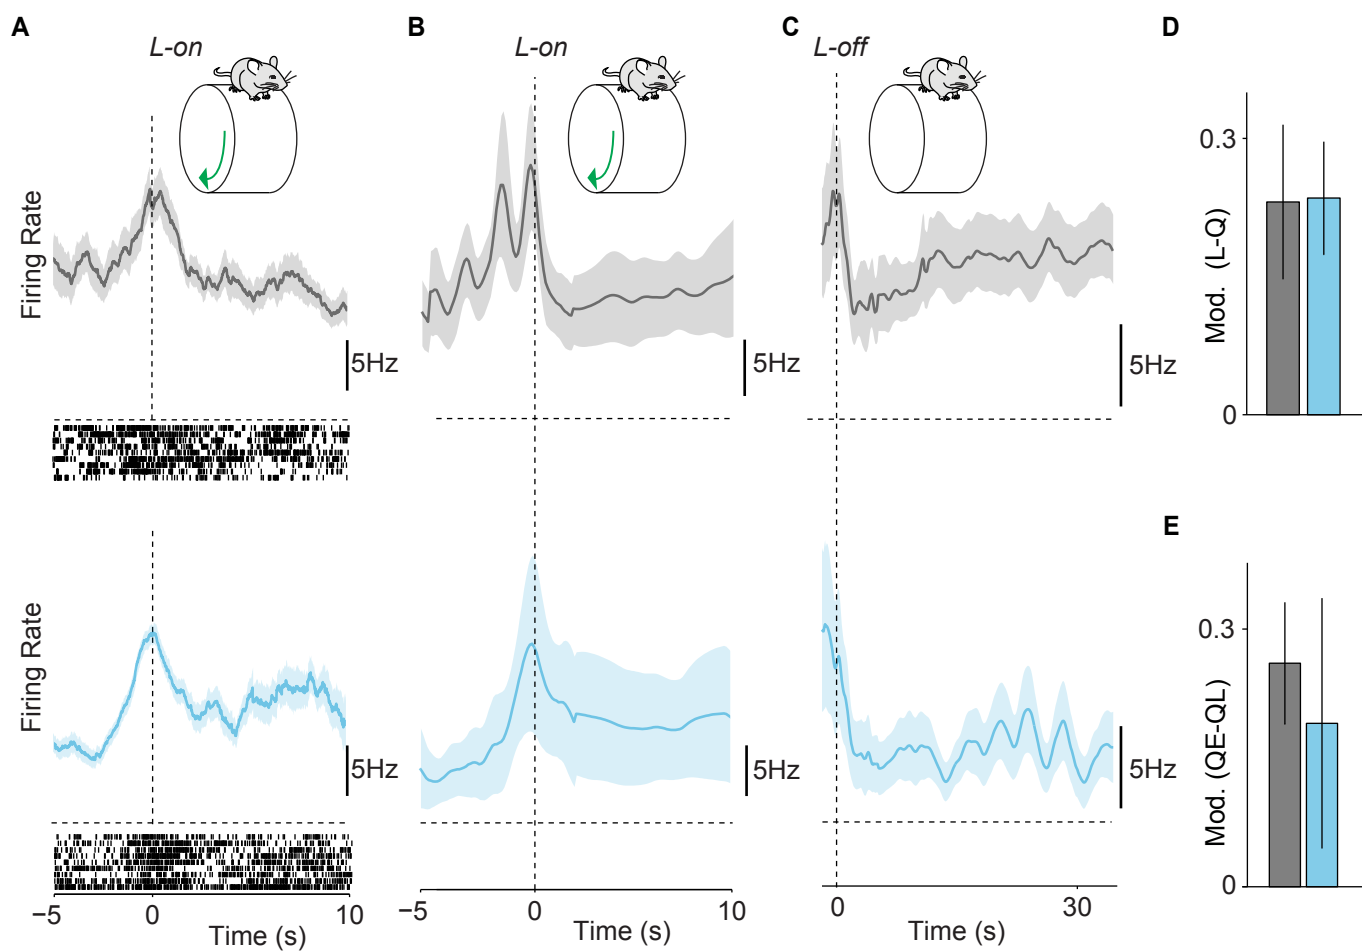 A
L-on
B
L-on
C
L-off
D
Firing Rate
5Hz
5Hz
5Hz
0.3
Mod. (L-Q)
0
Firing Rate
5Hz
5Hz
5Hz
E
0.3
Mod. (QE-QL)
0
−5
0
10
Time (s)
−5
0
10
Time (s)
0
30
Time (s)